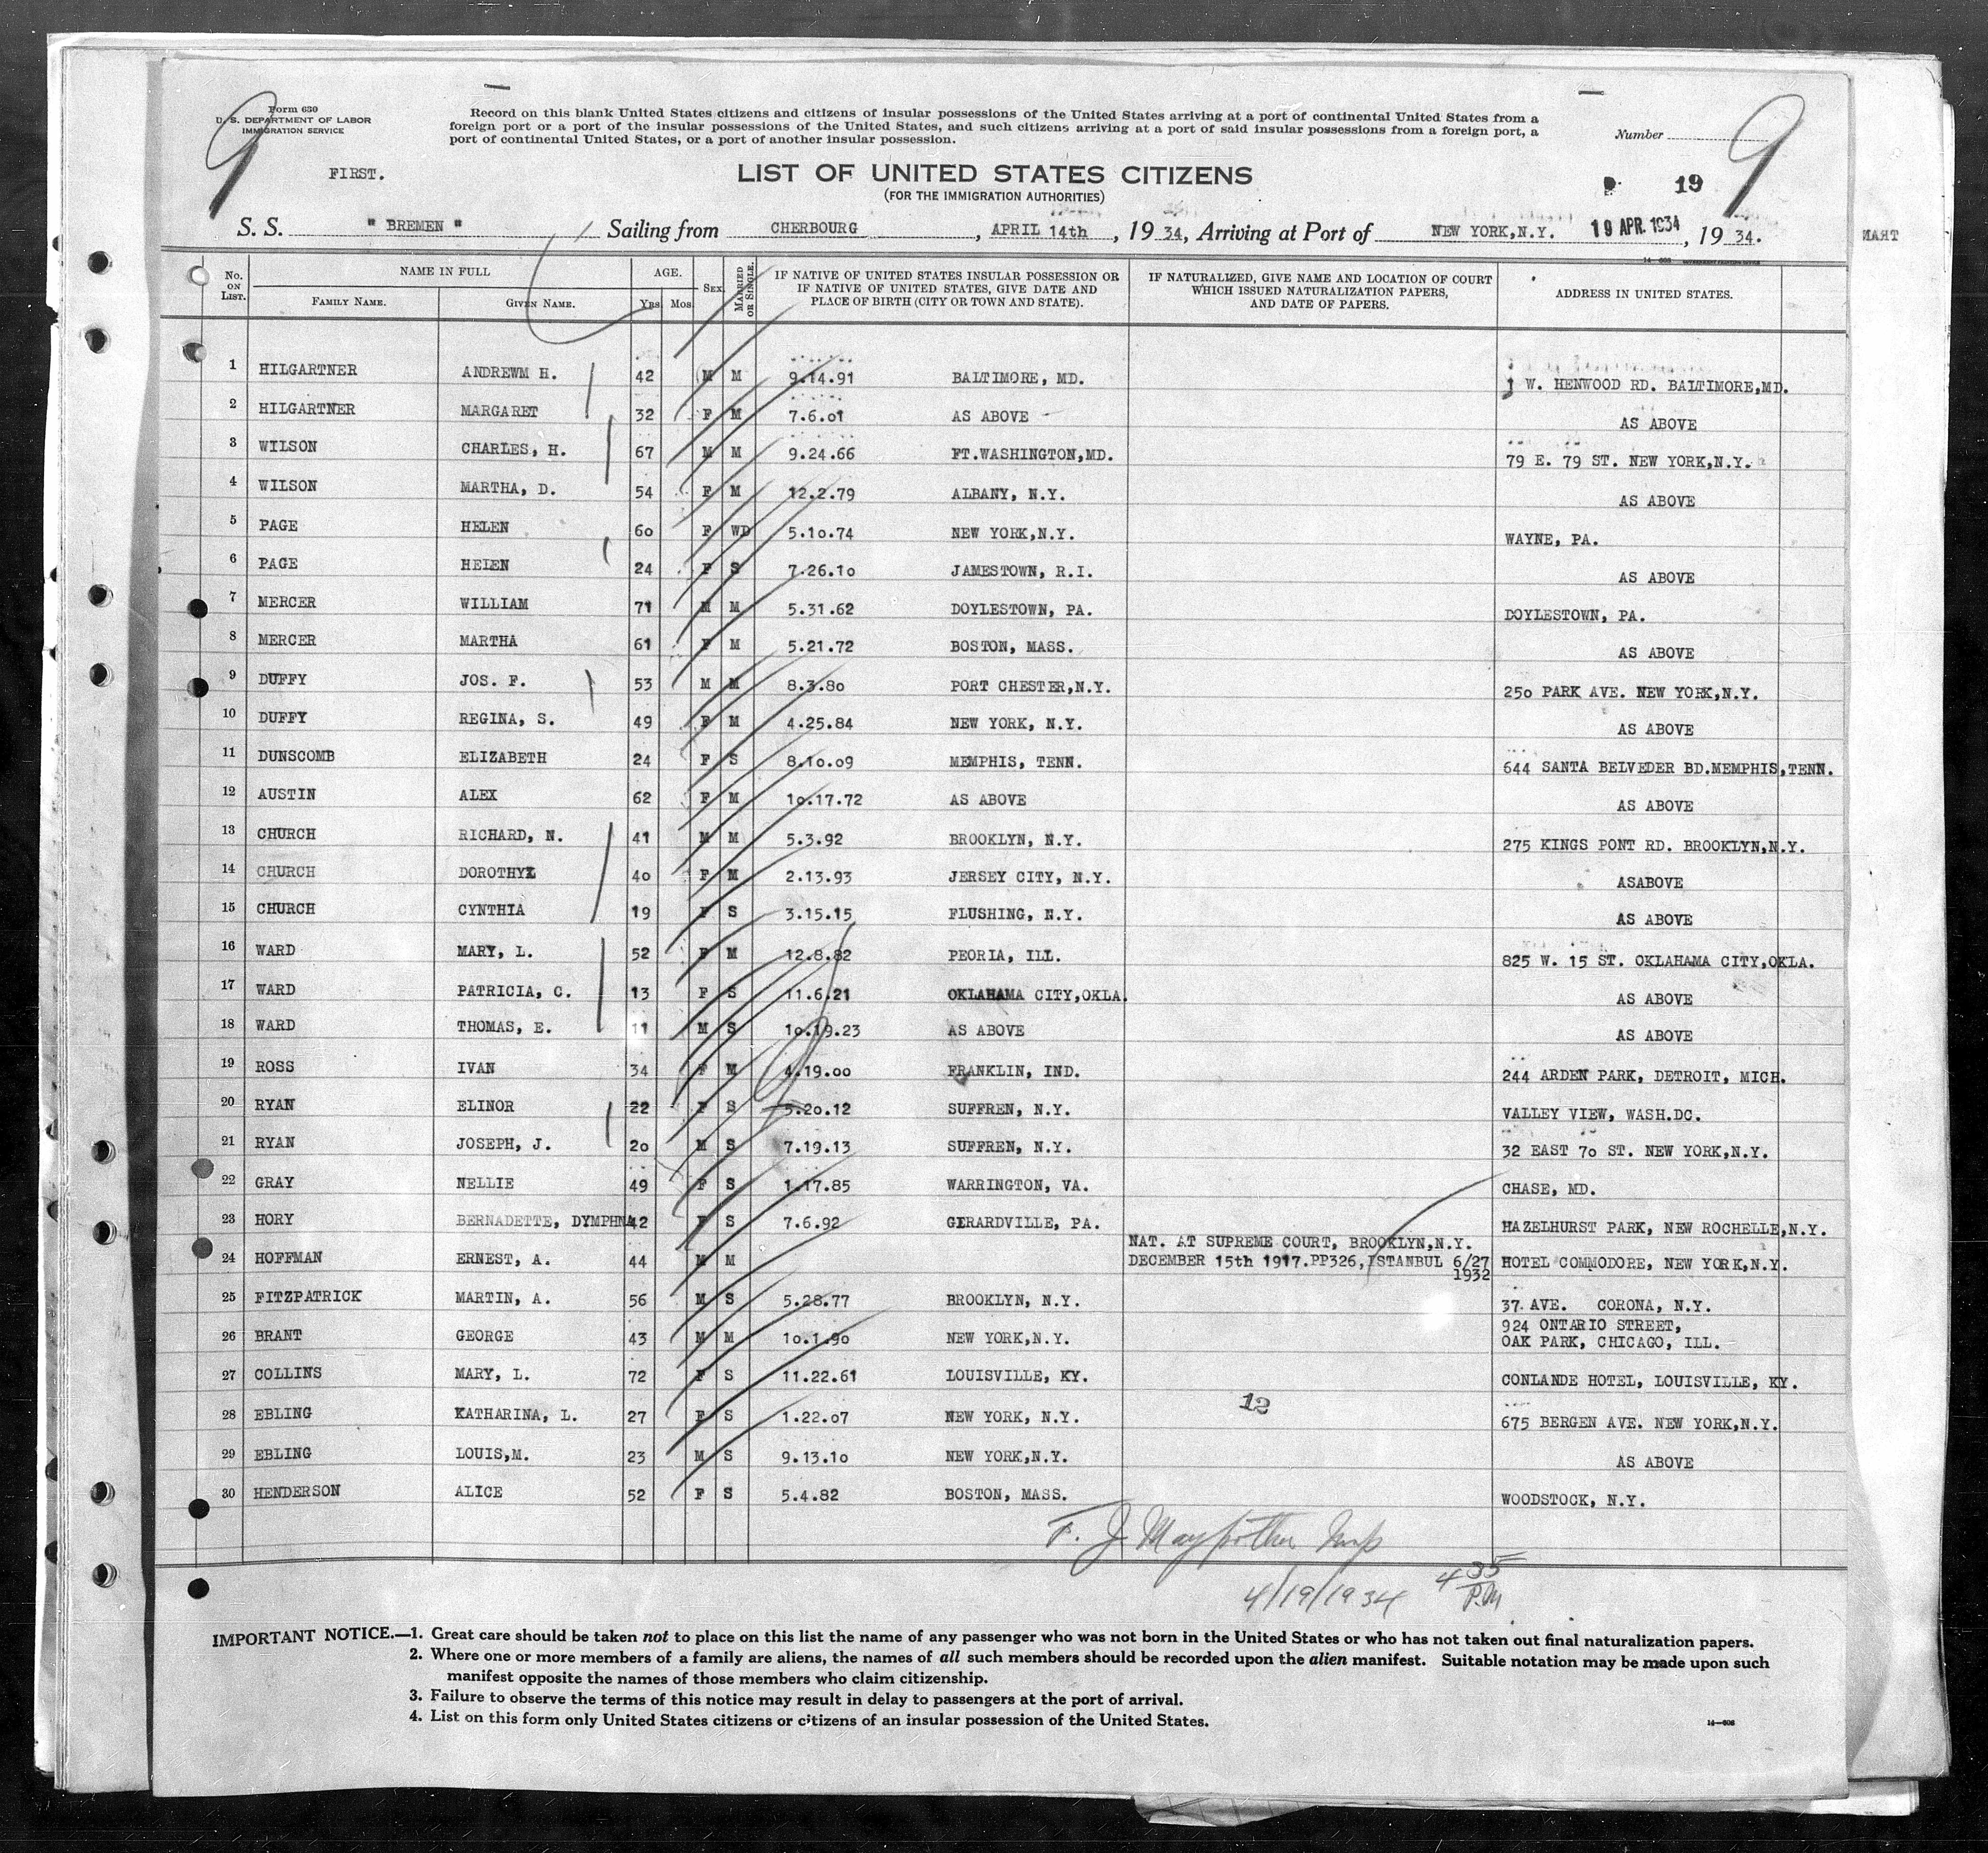 Form 630
U. S. DEPARTMENT OF LABOR
IMMIGRATION SERVICE
9
Record on this blank United States citizens and citizens of insular possessions of the United States arriving at a port of continental United States from a
foreign port or a port of the insular possessions of the United States, and such citizens arriving at a port of said insular possessions from a foreign port, a
port of continental United States, or a port of another insular possession.
Number
9
FIRST.
LIST OF UNITED STATES CITIZENS
(FOR THE IMMIGRATION AUTHORITIES)
19
S. S. " BREMEN " Sailing from CHERBOURG , APRIL 14th , 19 34, Arriving at Port of NEW YORK,N.Y. 19 APR. 1934 , 19 34.
No. ON LIST. NAME IN FULL FAMILY NAME. GIVEN NAME. AGE. Yrs Mos. SEX MARRIED OR SINGLE. IF NATIVE OF UNITED STATES INSULAR POSSESSION OR IF NATIVE OF UNITED STATES, GIVE DATE AND PLACE OF BIRTH (CITY OR TOWN AND STATE). IF NATURALIZED, GIVE NAME AND LOCATION OF COURT WHICH ISSUED NATURALIZATION PAPERS, AND DATE OF PAPERS. ADDRESS IN UNITED STATES.
1 HILGARTNER ANDREWM H. 42 M M 9.14.91 BALTIMORE, MD. W. HENWOOD RD. BALTIMORE,MD.
2 HILGARTNER MARGARET 32 F M 7.6.01 AS ABOVE AS ABOVE
3 WILSON CHARLES, H. 67 M M 9.24.66 FT.WASHINGTON,MD. 79 E. 79 ST. NEW YORK,N.Y.
4 WILSON MARTHA, D. 54 F M 12.2.79 ALBANY, N.Y. AS ABOVE
5 PAGE HELEN 60 F WD 5.10.74 NEW YORK,N.Y. WAYNE, PA.
6 PAGE HELEN 24 F S 7.26.10 JAMESTOWN, R.I. AS ABOVE
7 MERCER WILLIAM 71 M M 5.31.62 DOYLESTOWN, PA. DOYLESTOWN, PA.
8 MERCER MARTHA 61 F M 5.21.72 BOSTON, MASS. AS ABOVE
9 DUFFY JOS. F. 53 M M 8.3.80 PORT CHESTER,N.Y. 250 PARK AVE. NEW YORK,N.Y.
10 DUFFY REGINA, S. 49 F M 4.25.84 NEW YORK, N.Y. AS ABOVE
11 DUNSCOMB ELIZABETH 24 F S 8.10.09 MEMPHIS, TENN. 644 SANTA BELVEDER BD.MEMPHIS,TENN.
12 AUSTIN ALEX 62 F M 10.17.72 AS ABOVE AS ABOVE
13 CHURCH RICHARD, N. 41 M M 5.3.92 BROOKLYN, N.Y. 275 KINGS PONT RD. BROOKLYN,N.Y.
14 CHURCH DOROTHY 40 F M 2.13.93 JERSEY CITY, N.Y. ASABOVE
15 CHURCH CYNTHIA 19 F S 3.15.15 FLUSHING, N.Y. AS ABOVE
16 WARD MARY, L. 52 F M 12.8.82 PEORIA, ILL. 825 W. 15 ST. OKLAHAMA CITY,OKLA.
17 WARD PATRICIA, C. 13 F S 11.6.21 OKLAHAMA CITY,OKLA. AS ABOVE
18 WARD THOMAS, E. 11 M S 10.19.23 AS ABOVE AS ABOVE
19 ROSS IVAN 34 F M 4.19.00 FRANKLIN, IND. 244 ARDEN PARK, DETROIT, MICH.
20 RYAN ELINOR 22 F S 5.20.12 SUFFREN, N.Y. VALLEY VIEW, WASH.DC.
21 RYAN JOSEPH, J. 20 M S 7.19.13 SUFFREN, N.Y. 32 EAST 70 ST. NEW YORK,N.Y.
22 GRAY NELLIE 49 F S 1.17.85 WARRINGTON, VA. CHASE, MD.
23 HORY BERNADETTE, DYMPHNA 42 F S 7.6.92 GERARDVILLE, PA. HAZELHURST PARK, NEW ROCHELLE,N.Y.
24 HOFFMAN ERNEST, A. 44 M M NAT. AT SUPREME COURT, BROOKLYN,N.Y. DECEMBER 15th 1917.PP326,ISTANBUL 6/27 1932 HOTEL COMMODORE, NEW YORK,N.Y.
25 FITZPATRICK MARTIN, A. 56 M S 5.28.77 BROOKLYN, N.Y. 37 AVE. CORONA, N.Y.
26 BRANT GEORGE 43 M M 10.1.90 NEW YORK,N.Y. 924 ONTARIO STREET, OAK PARK, CHICAGO, ILL.
27 COLLINS MARY, L. 72 F S 11.22.61 LOUISVILLE, KY. CONLANDE HOTEL, LOUISVILLE, KY.
28 EBLING KATHARINA, L. 27 F S 1.22.07 NEW YORK, N.Y. 12 675 BERGEN AVE. NEW YORK,N.Y.
29 EBLING LOUIS,M. 23 M S 9.13.10 NEW YORK,N.Y. AS ABOVE
30 HENDERSON ALICE 52 F S 5.4.82 BOSTON, MASS. WOODSTOCK, N.Y.
F. J.
4/19/1934 4 35 P.M
IMPORTANT NOTICE.—1. Great care should be taken not to place on this list the name of any passenger who was not born in the United States or who has not taken out final naturalization papers.
2. Where one or more members of a family are aliens, the names of all such members should be recorded upon the alien manifest. Suitable notation may be made upon such
manifest opposite the names of those members who claim citizenship.
3. Failure to observe the terms of this notice may result in delay to passengers at the port of arrival.
4. List on this form only United States citizens or citizens of an insular possession of the United States.